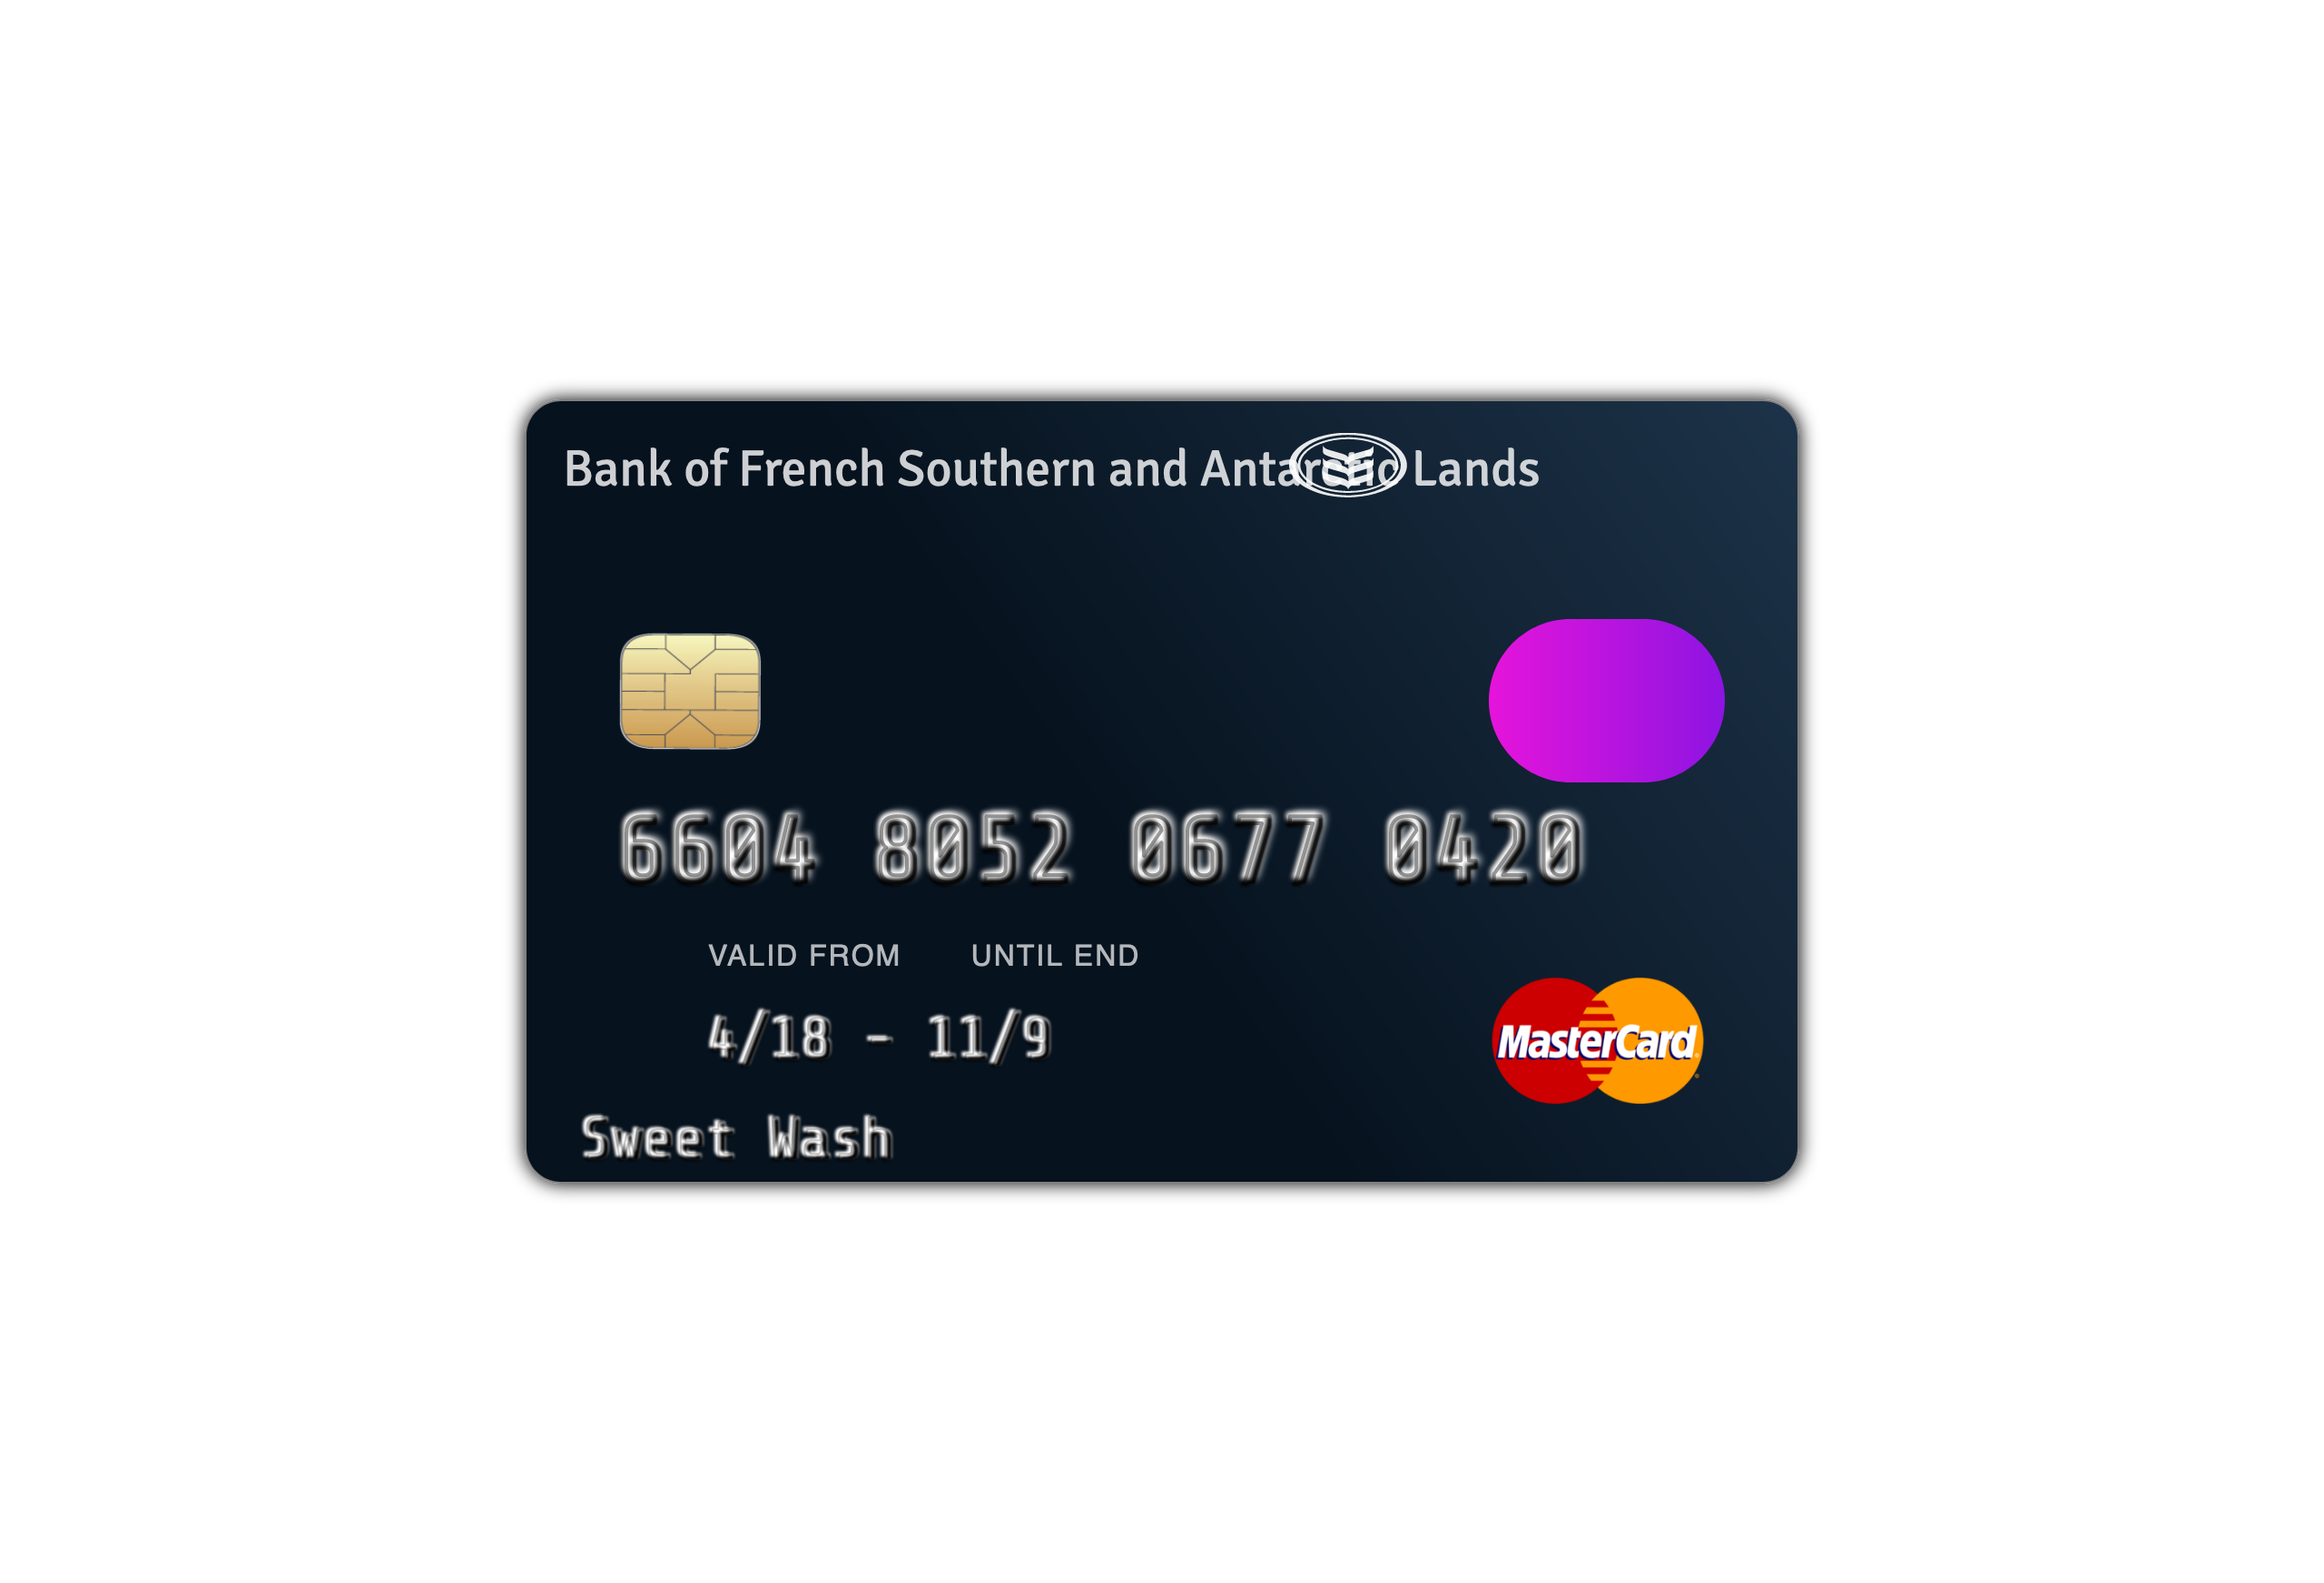 Bank of French Southern and Antarctic Lands
6604 8052 0677 0420
VALID FROM UNTIL END
4/18 - 11/9
MasterCard
Sweet Wash